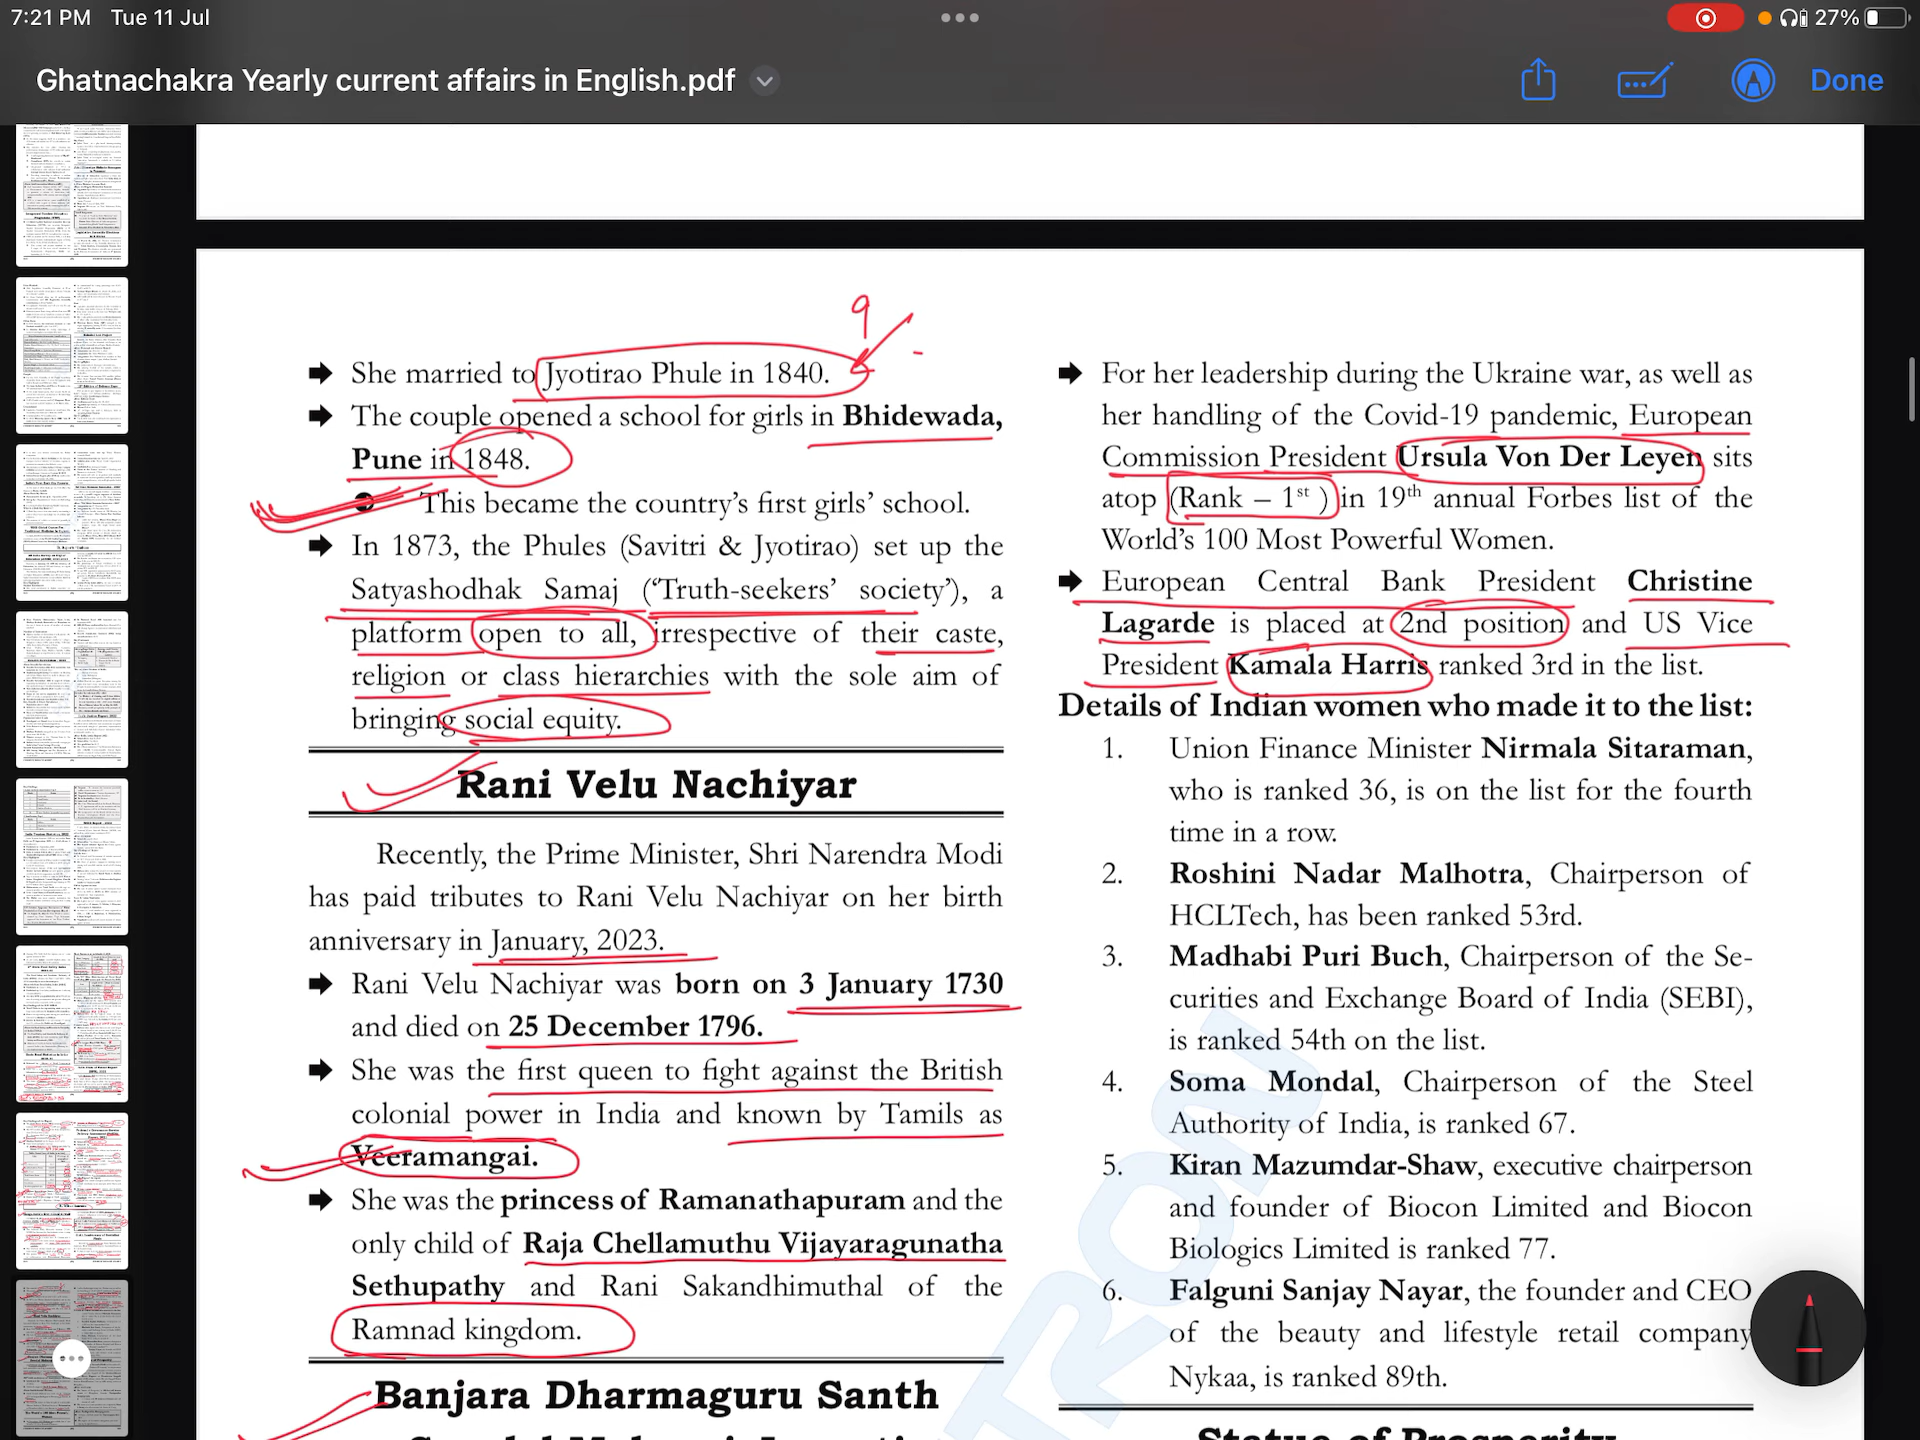 7:21 PM Tue 11 Jul
27%
Ghatnachakra Yearly current affairs in English.pdf
Done
9
➡ She married to Jyotirao Phule in 1840.
➡ The couple opened a school for girls in Bhidewada,
Pune in 1848.
This became the country's first girls' school.
➡ In 1873, the Phules (Savitri & Jyotirao) set up the
Satyashodhak Samaj ('Truth-seekers' society'), a
platform open to all, irrespective of their caste,
religion or class hierarchies with the sole aim of
bringing social equity.
Rani Velu Nachiyar
Recently, the Prime Minister, Shri Narendra Modi
has paid tributes to Rani Velu Nachiyar on her birth
anniversary in January, 2023.
➡ Rani Velu Nachiyar was born on 3 January 1730
and died on 25 December 1796.
➡ She was the first queen to fight against the British
colonial power in India and known by Tamils as
Veeramangai.
➡ She was the princess of Ramanathapuram and the
only child of Raja Chellamuthu Vijayaragunatha
Sethupathy and Rani Sakandhimuthal of the
Ramnad kingdom.
Banjara Dharmaguru Santh
➡ For her leadership during the Ukraine war, as well as
her handling of the Covid-19 pandemic, European
Commission President Ursula Von Der Leyen sits
atop (Rank – 1st ) in 19th annual Forbes list of the
World's 100 Most Powerful Women.
➡ European Central Bank President Christine
Lagarde is placed at 2nd position and US Vice
President Kamala Harris ranked 3rd in the list.
Details of Indian women who made it to the list:
1. Union Finance Minister Nirmala Sitaraman,
who is ranked 36, is on the list for the fourth
time in a row.
2. Roshini Nadar Malhotra, Chairperson of
HCLTech, has been ranked 53rd.
3. Madhabi Puri Buch, Chairperson of the Se-
curities and Exchange Board of India (SEBI),
is ranked 54th on the list.
4. Soma Mondal, Chairperson of the Steel
Authority of India, is ranked 67.
5. Kiran Mazumdar-Shaw, executive chairperson
and founder of Biocon Limited and Biocon
Biologics Limited is ranked 77.
6. Falguni Sanjay Nayar, the founder and CEO
of the beauty and lifestyle retail company
Nykaa, is ranked 89th.
Statue of Prosperity
TRON